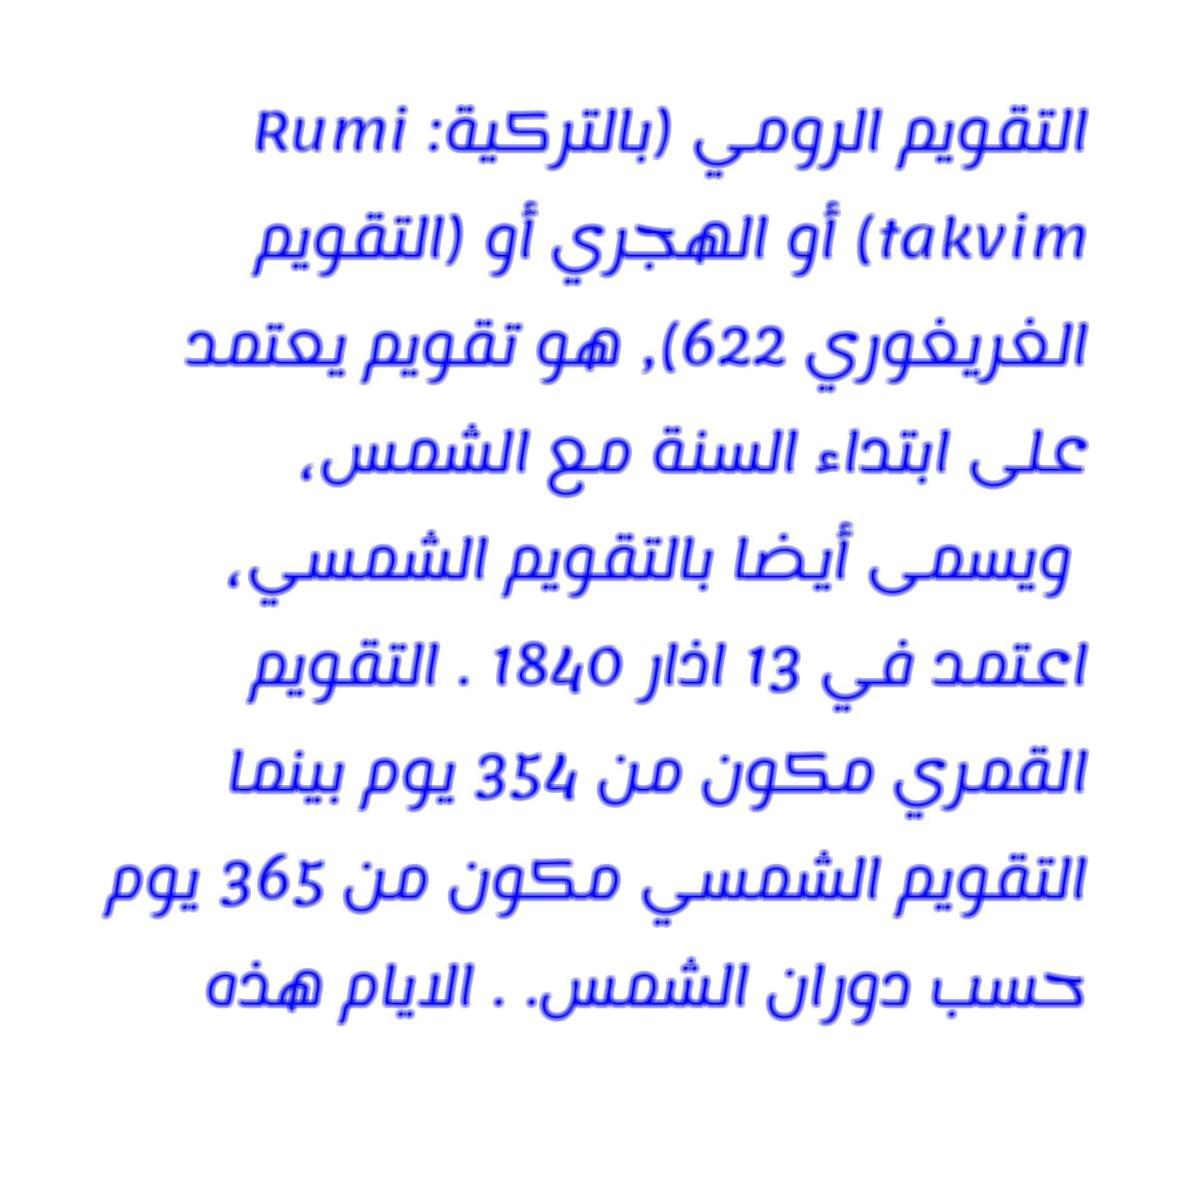 التقويم الرومي (بالتركية: Rumi
takvim) أو الهجري أو (التقويم
الغريغوري 622), هو تقويم يعتمد
على ابتداء السنة مع الشمس،
ويسمى أيضا بالتقويم الشمسي،
اعتمد في 13 اذار 1840 . التقويم
القمري مكون من 354 يوم بينما
التقويم الشمسي مكون من 365 يوم
حسب دوران الشمس. . الايام هذه